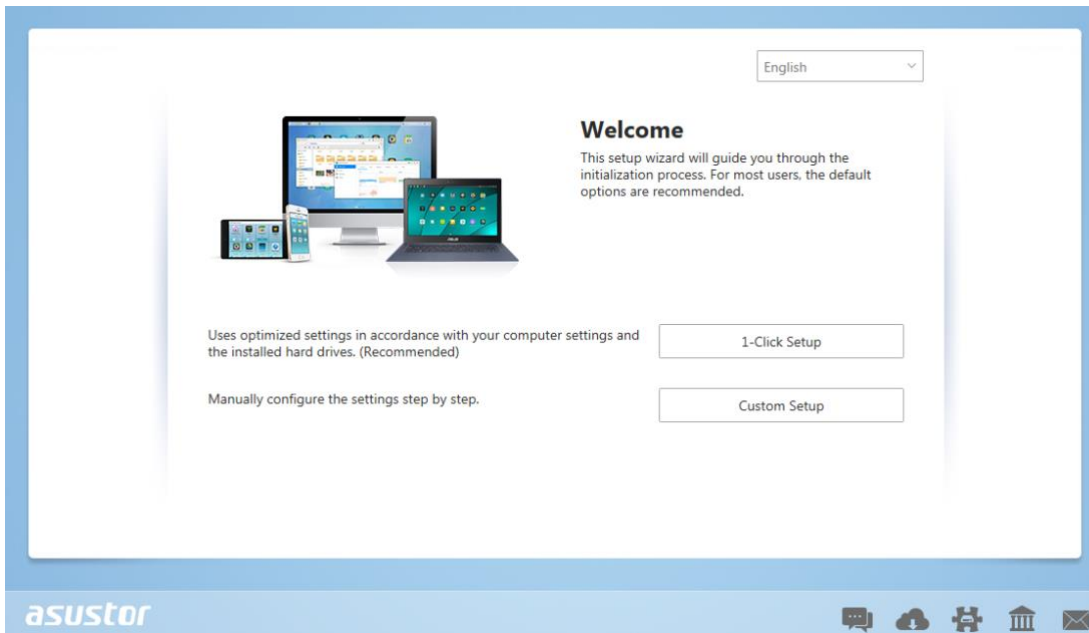 English
Welcome
This setup wizard will guide you through the
initialization process. For most users, the default
options are recommended.
Uses optimized settings in accordance with your computer settings and
the installed hard drives. (Recommended)
1-Click Setup
Manually configure the settings step by step.
Custom Setup
asustor